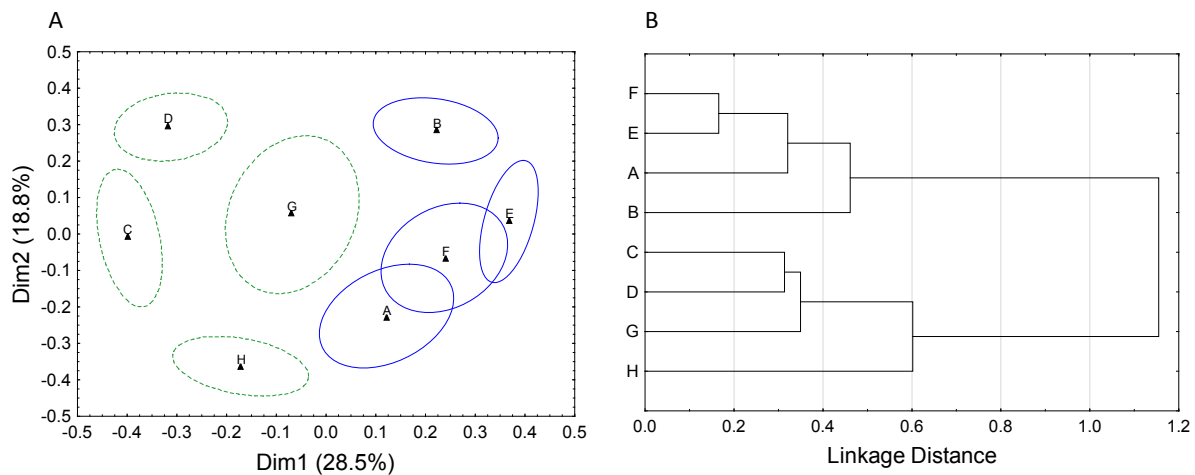 A
0.5
0.4
0.3
0.2
0.1
0.0
-0.1
-0.2
-0.3
-0.4
-0.5
Dim2 (18.8%)
D
B
G
E
C
F
A
H
-0.5 -0.4 -0.3 -0.2 -0.1 0.0 0.1 0.2 0.3 0.4 0.5
Dim1 (28.5%)
B
F
E
A
B
C
D
G
H
0.0 0.2 0.4 0.6 0.8 1.0 1.2
Linkage Distance